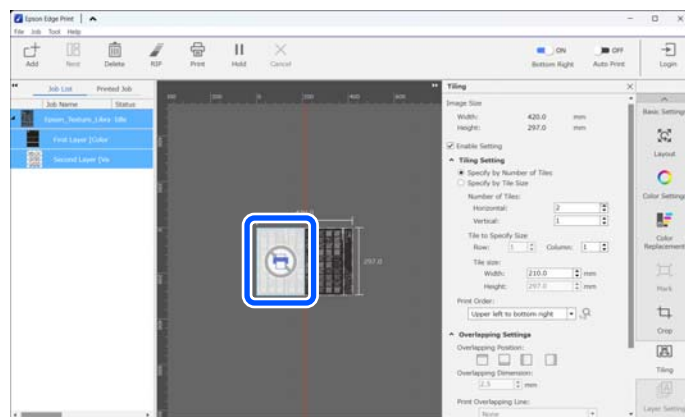 Epson Edge Print
File Job Tool Help
Add Nest Delete RIP Print Hold Cancel
ON
Bottom Right
OFF
Auto Print
Login
Job List Printed Job
Job Name Status
Idle
First Layer [Color
Second Layer
297.0
Tiling
Image Size
Width: 420.0 mm
Height: 297.0 mm
Enable Setting
Tiling Setting
Specify by Number of Tiles
Specify by Tile Size
Number of Tiles:
Horizontal: 2
Vertical: 1
Tile to Specify Size
Row: 1 Column: 1
Tile size:
Width: 210.0 mm
Height: 297.0 mm
Print Order:
Upper left to bottom right
Overlapping Settings
Overlapping Position:
Overlapping Dimension:
2.5 mm
Print Overlapping Line:
None
Basic Setting
Layout
Color Setting
Color
Replacement
Mark
Crop
Tiling
Layer Setting